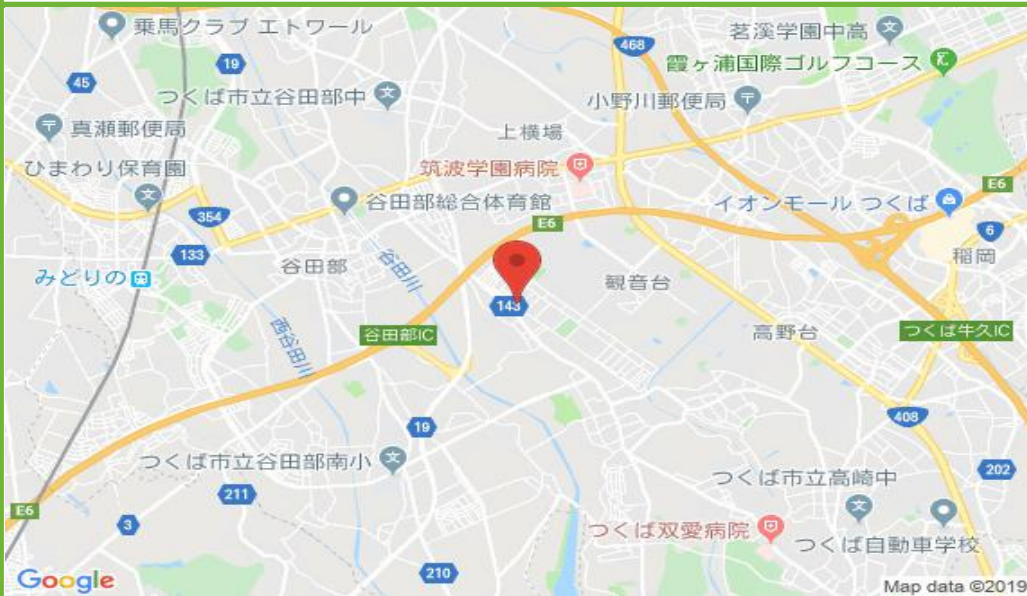 乗馬クラブ エトワール
茗溪学園中高
468
19
霞ヶ浦国際ゴルフコース
45
つくば市立谷田部中
小野川郵便局
真瀬郵便局
上横場
ひまわり保育園
筑波学園病院
E6
谷田部総合体育館
イオンモール つくば
354
E6
6
133
谷田部
谷田川
稲岡
みどりの
観音台
143
西谷田川
谷田部IC
高野台
つくば牛久IC
408
19
つくば市立谷田部南小
202
つくば市立高崎中
211
E6
3
つくば双愛病院
つくば自動車学校
210
Google
Map data ©2019